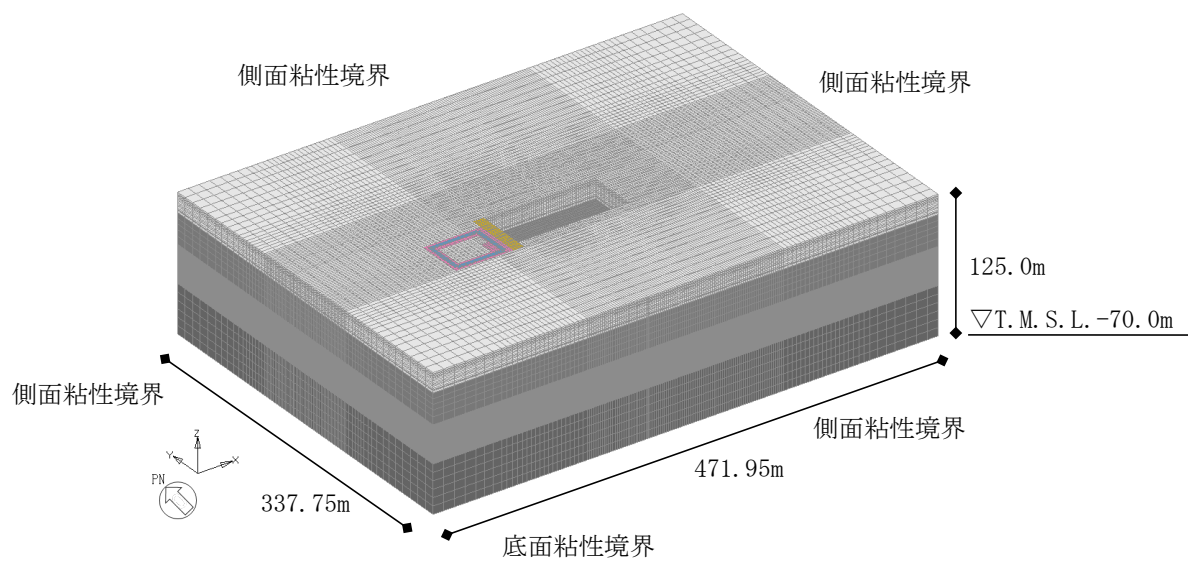 側面粘性境界
側面粘性境界
125.0m
▽T.M.S.L.-70.0m
側面粘性境界
側面粘性境界
471.95m
Z
Y
X
PN
337.75m
底面粘性境界